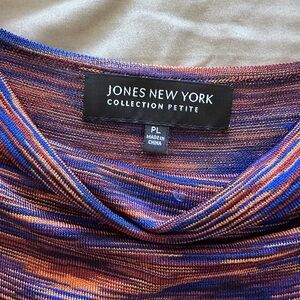 JONES NEW YORK
COLLECTION PETITE
PL
MADE IN
CHINA